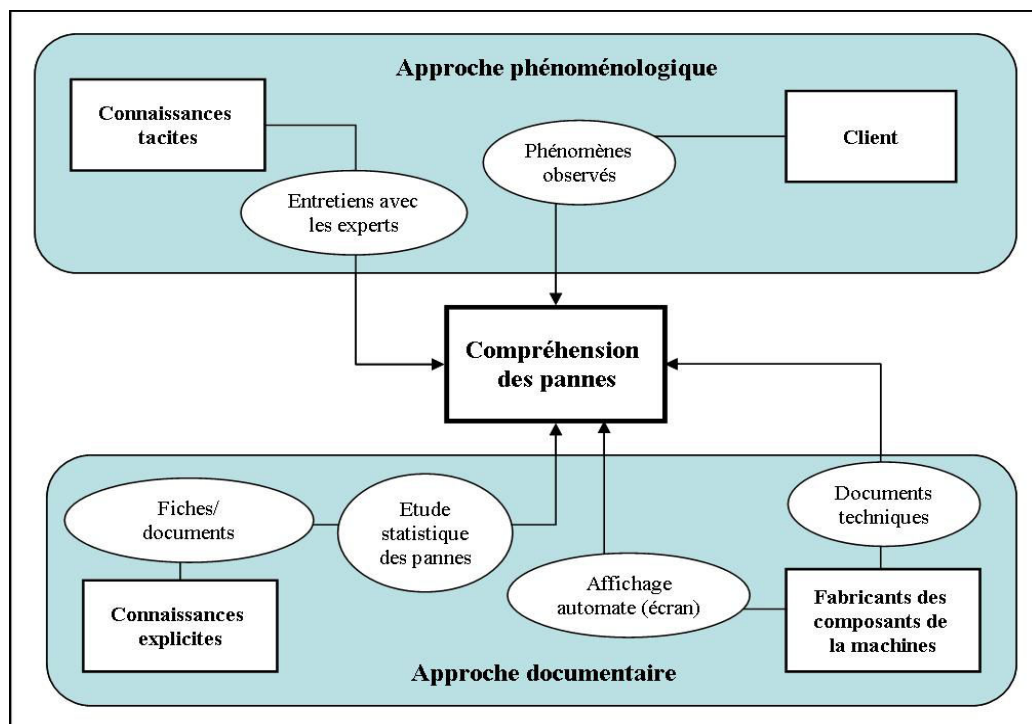 Approche phénoménologique
Connaissances
tacites
Phénomènes
observés
Client
Entretiens avec
les experts
Compréhension
des pannes
Fiches/
documents
Etude
statistique
des pannes
Documents
techniques
Affichage
automate (écran)
Connaissances
explicites
Fabricants des
composants de
la machines
Approche documentaire